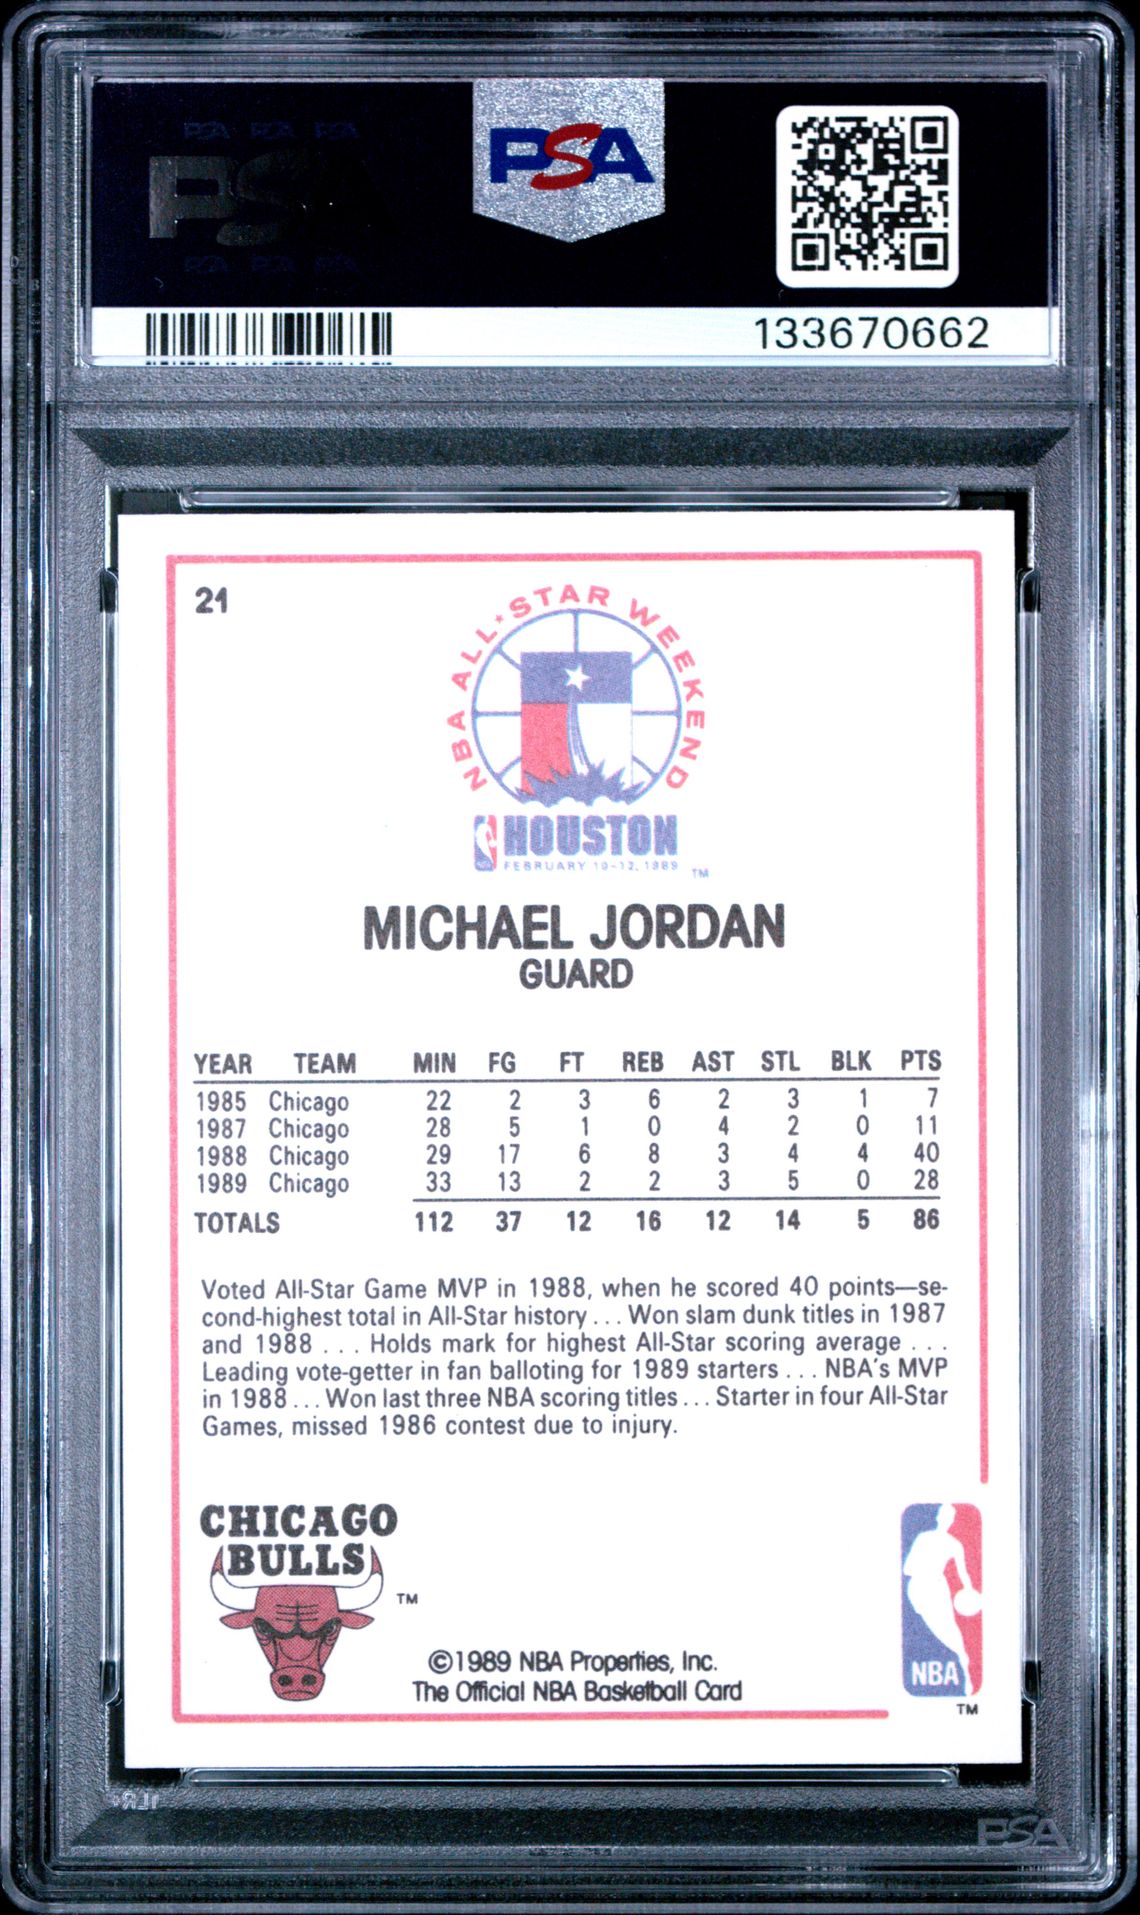 PSA PSA PSA
PSA
PSA PSA PSA
PSA
133670662
21
NBA ALL★STAR WEEKEND
NBA HOUSTON
FEBRUARY 10-12, 1989 TM
MICHAEL JORDAN
GUARD
YEAR TEAM MIN FG FT REB AST STL BLK PTS
1985 Chicago 22 2 3 6 2 3 1 7
1987 Chicago 28 5 1 0 4 2 0 11
1988 Chicago 29 17 6 8 3 4 4 40
1989 Chicago 33 13 2 2 3 5 0 28
TOTALS 112 37 12 16 12 14 5 86
Voted All-Star Game MVP in 1988, when he scored 40 points—se-
cond-highest total in All-Star history . . . Won slam dunk titles in 1987
and 1988 . . . Holds mark for highest All-Star scoring average . . .
Leading vote-getter in fan balloting for 1989 starters . . . NBA's MVP
in 1988 . . . Won last three NBA scoring titles . . . Starter in four All-Star
Games, missed 1986 contest due to injury.
CHICAGO
BULLS
TM
©1989 NBA Properties, Inc.
The Official NBA Basketball Card
NBA
TM
PSA